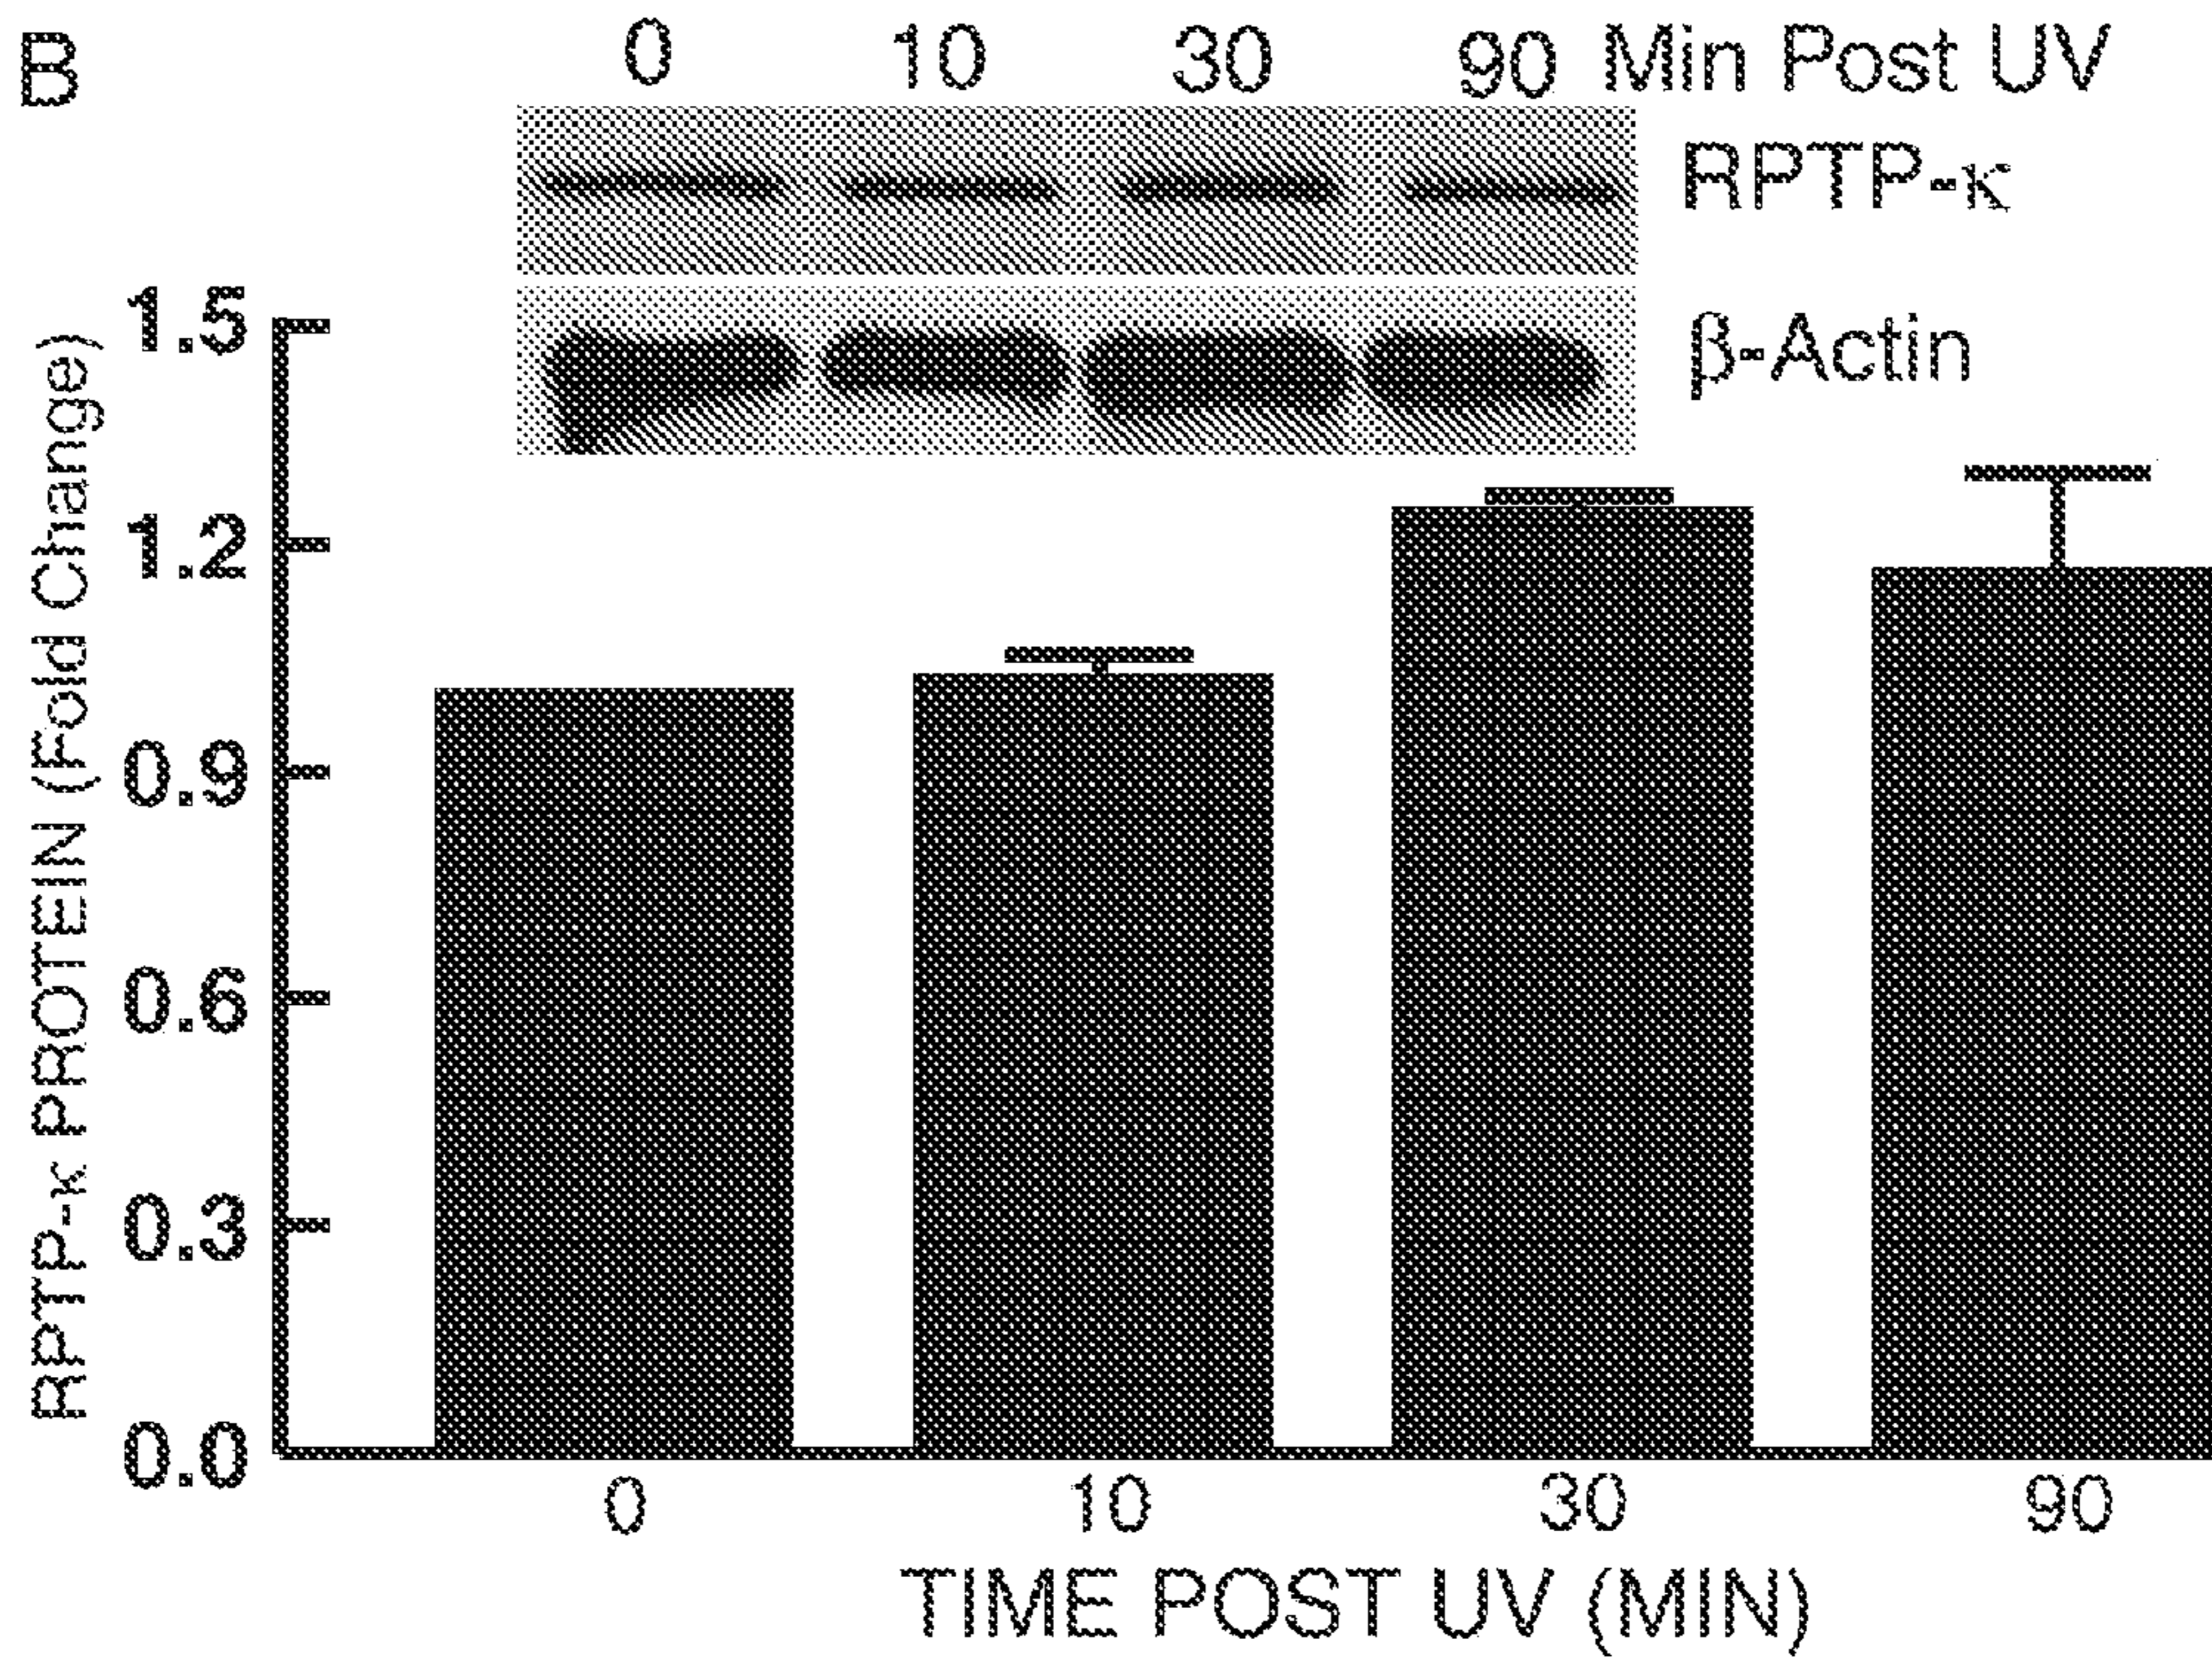 B
0 10 30 90 Min Post UV
RPTP-κ
β-Actin
RPTP-κ PROTEIN (Fold Change)
1.5
1.2
0.9
0.6
0.3
0.0
0 10 30 90
TIME POST UV (MIN)